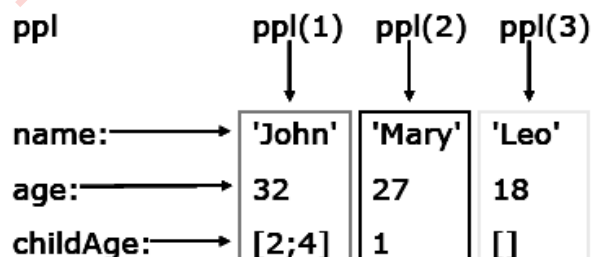 ppl ppl(1) ppl(2) ppl(3)
name: 'John' 'Mary' 'Leo'
age: 32 27 18
childAge: [2;4] 1 []